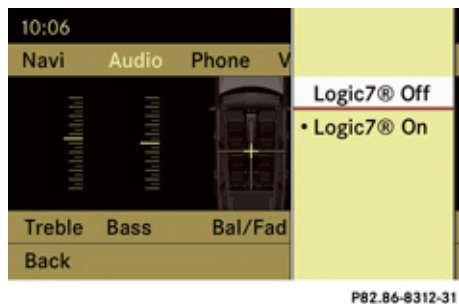 10:06
Navi Audio Phone V
Logic7® Off
• Logic7® On
Treble Bass Bal/Fad
Back
P82.86-8312-31